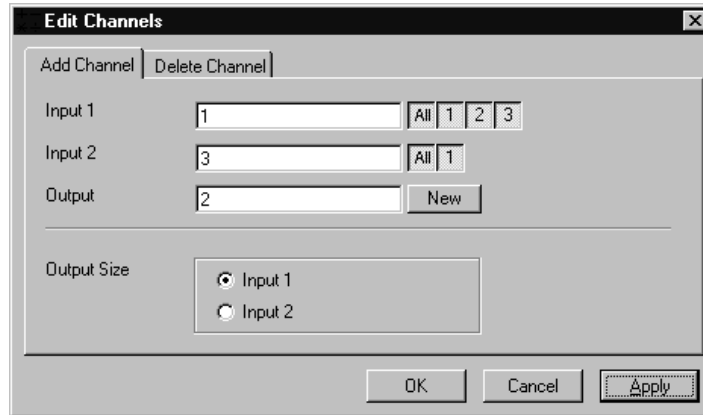 Edit Channels
Add Channel Delete Channel
Input 1 1 All 1 2 3
Input 2 3 All 1
Output 2 New
Output Size
Input 1
Input 2
OK Cancel Apply